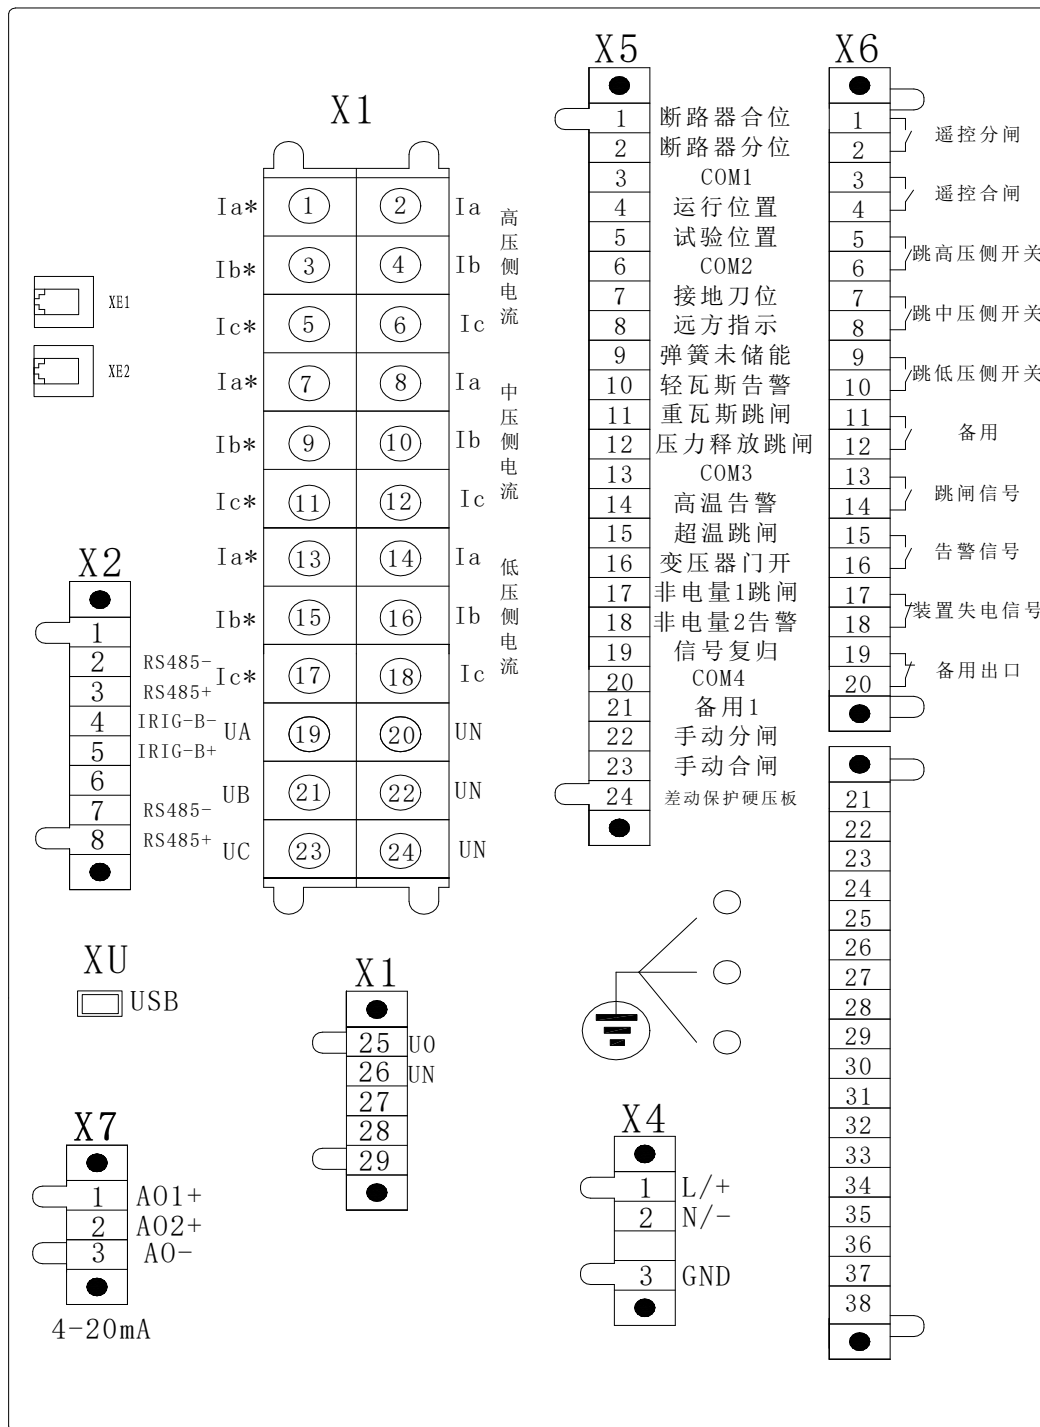 XE1
XE2
X1
Ia* 1 2 Ia
Ib* 3 4 Ib
Ic* 5 6 Ic
高压侧电流
Ia* 7 8 Ia
Ib* 9 10 Ib
Ic* 11 12 Ic
中压侧电流
Ia* 13 14 Ia
Ib* 15 16 Ib
Ic* 17 18 Ic
低压侧电流
UA 19 20 UN
UB 21 22 UN
UC 23 24 UN
X2
1
2 RS485-
3 RS485+
4 IRIG-B-
5 IRIG-B+
6
7 RS485-
8 RS485+
XU
USB
X7
1 AO1+
2 AO2+
3 AO-
4-20mA
X1
25 UO
26 UN
27
28
29
X5
1 断路器合位
2 断路器分位
3 COM1
4 运行位置
5 试验位置
6 COM2
7 接地刀位
8 远方指示
9 弹簧未储能
10 轻瓦斯告警
11 重瓦斯跳闸
12 压力释放跳闸
13 COM3
14 高温告警
15 超温跳闸
16 变压器门开
17 非电量1跳闸
18 非电量2告警
19 信号复归
20 COM4
21 备用1
22 手动分闸
23 手动合闸
24 差动保护硬压板
X4
1 L/+
2 N/-
3 GND
X6
1
2
遥控分闸
3
4
遥控合闸
5
6
跳高压侧开关
7
8
跳中压侧开关
9
10
跳低压侧开关
11
12
备用
13
14
跳闸信号
15
16
告警信号
17
18
装置失电信号
19
20
备用出口
21
22
23
24
25
26
27
28
29
30
31
32
33
34
35
36
37
38